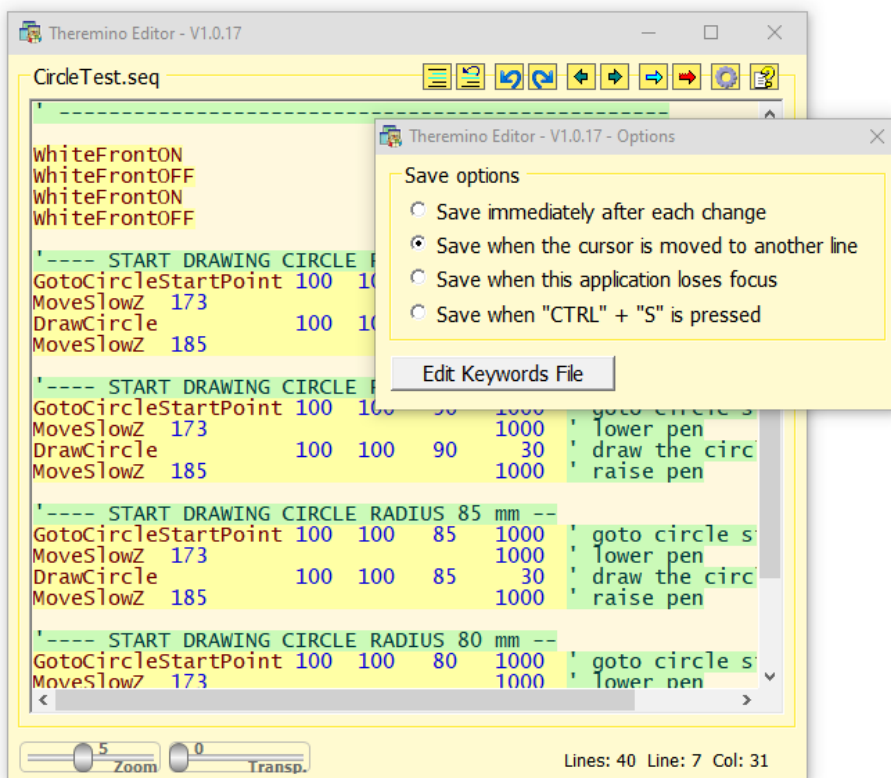 Theremino Editor - V1.0.17
CircleTest.seq
' -------------------------------------------------
WhiteFrontON
WhiteFrontOFF
WhiteFrontON
WhiteFrontOFF
'---- START DRAWING CIRCLE
GotoCircleStartPoint 100
MoveSlowZ 173
DrawCircle 100
MoveSlowZ 185
'---- START DRAWING CIRCLE
GotoCircleStartPoint 100 100 90 1000 ' goto circle s
MoveSlowZ 173 1000 ' lower pen
DrawCircle 100 100 90 30 ' draw the circ
MoveSlowZ 185 1000 ' raise pen
'---- START DRAWING CIRCLE RADIUS 85 mm --
GotoCircleStartPoint 100 100 85 1000 ' goto circle s
MoveSlowZ 173 1000 ' lower pen
DrawCircle 100 100 85 30 ' draw the circ
MoveSlowZ 185 1000 ' raise pen
'---- START DRAWING CIRCLE RADIUS 80 mm --
GotoCircleStartPoint 100 100 80 1000 ' goto circle s
MoveSlowZ 173 1000 ' lower pen
5 Zoom
0 Transp.
Lines: 40 Line: 7 Col: 31
Theremino Editor - V1.0.17 - Options
Save options
Save immediately after each change
Save when the cursor is moved to another line
Save when this application loses focus
Save when "CTRL" + "S" is pressed
Edit Keywords File